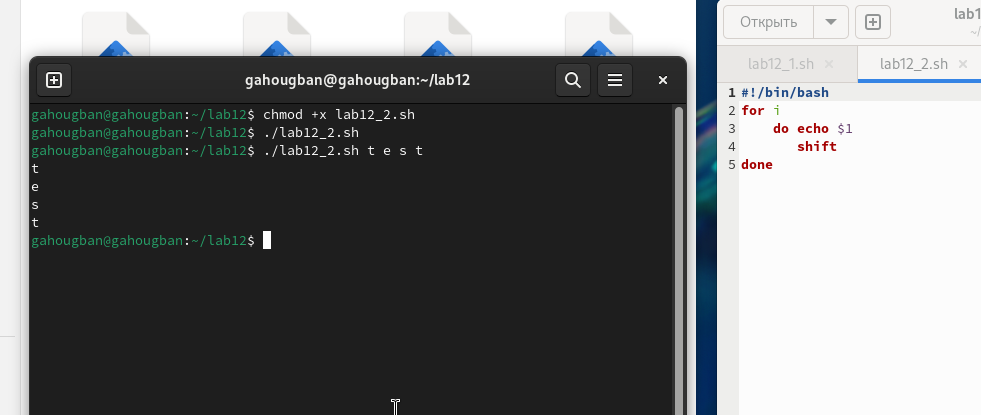 gahougban@gahougban:~/lab12
gahougban@gahougban:~/lab12$ chmod +x lab12_2.sh
gahougban@gahougban:~/lab12$ ./lab12_2.sh
gahougban@gahougban:~/lab12$ ./lab12_2.sh t e s t
t
e
s
t
gahougban@gahougban:~/lab12$
Открыть
lab12_1.sh
lab12_2.sh
1 #!/bin/bash
2 for i
3 do echo $1
4 shift
5 done